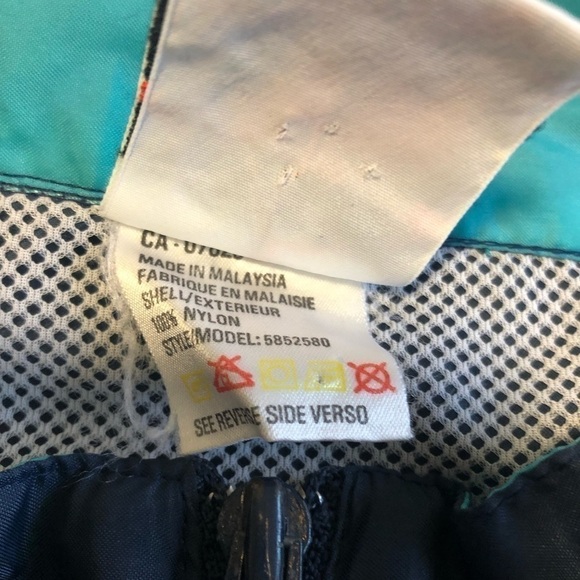 MADE IN MALAYSIA
FABRIQUE EN MALAISIE
SHELL/EXTERIEUR
100% NYLON
STYLE/MODEL: 5852580
SEE REVERSE SIDE VERSO